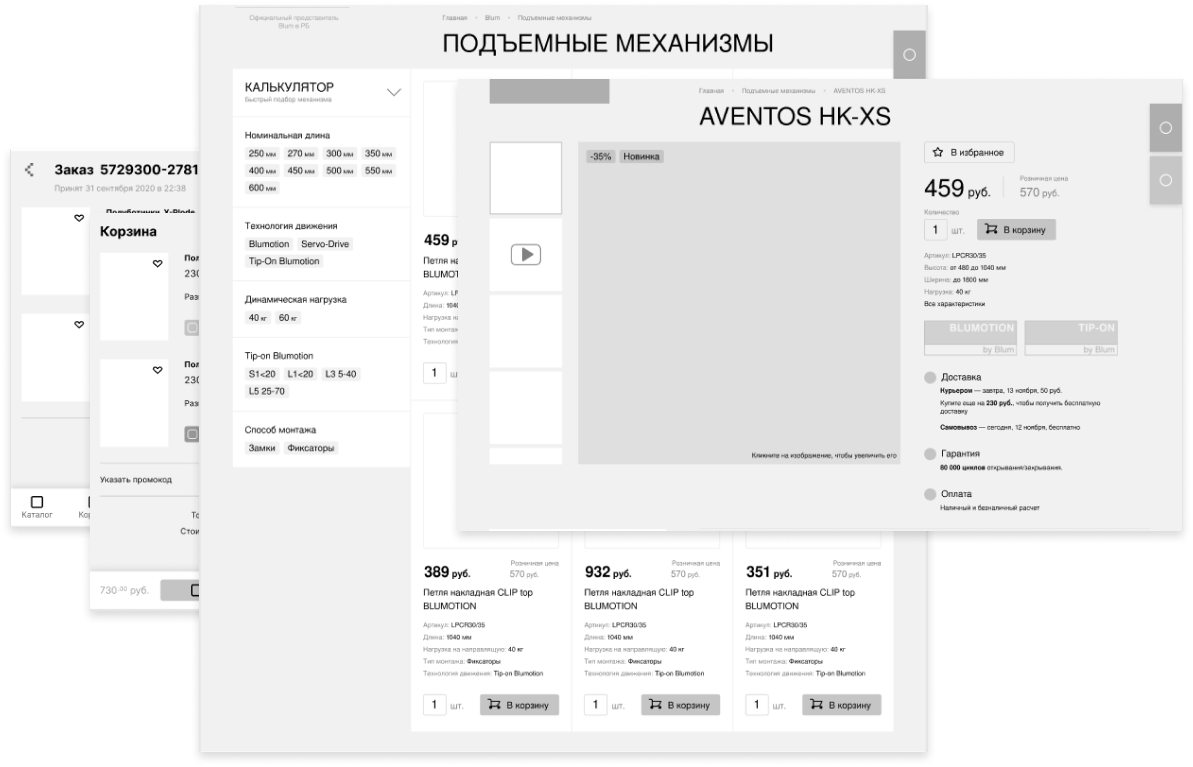 Официальный представитель
Blum в РБ
Главная • Blum • Подъемные механизмы
ПОДЪЕМНЫЕ МЕХАНИЗМЫ
КАЛЬКУЛЯТОР
Быстрый подбор механизма
Номинальная длина
250 мм 270 мм 300 мм 350 мм
400 мм 450 мм 500 мм 550 мм
600 мм
Технология движения
Blumotion Servo-Drive
Tip-On Blumotion
Динамическая нагрузка
40 кг 60 кг
Tip-on Blumotion
S1<20 L1<20 L3 5-40
L5 25-70
Способ монтажа
Замки Фиксаторы
Заказ 5729300-2781
Принят 31 сентября 2020 в 22:38
Полуботинки X-Plode
Каталог
Корзина
Пол
230
Раз
Пол
230
Раз
Указать промокод
То
Стои
730.00 руб.
459 р
Петля на
BLUMOT
Артикул: LP
Длина: 1040
Нагрузка н
Тип монтаж
Технология
1 ш
389 руб.
Розничная цена
570 руб.
Петля накладная CLIP top
BLUMOTION
Артикул: LPCR30/35
Длина: 1040 мм
Нагрузка на направляющую: 40 кг
Тип монтажа: Фиксаторы
Технология движения: Tip-on Blumotion
1 шт. В корзину
932 руб.
Розничная цена
570 руб.
Петля накладная CLIP top
BLUMOTION
Артикул: LPCR30/35
Длина: 1040 мм
Нагрузка на направляющую: 40 кг
Тип монтажа: Фиксаторы
Технология движения: Tip-on Blumotion
1 шт. В корзину
351 руб.
Розничная цена
570 руб.
Петля накладная CLIP top
BLUMOTION
Артикул: LPCR30/35
Длина: 1040 мм
Нагрузка на направляющую: 40 кг
Тип монтажа: Фиксаторы
Технология движения: Tip-on Blumotion
1 шт. В корзину
Главная • Подъемные механизмы • AVENTOS HK-XS
AVENTOS HK-XS
-35% Новинка
Кликните на изображение, чтобы увеличить его
В избранное
459 руб.
Розничная цена
570 руб.
Количество
1 шт. В корзину
Артикул: LPCR30/35
Высота: от 480 до 1040 мм
Ширина: до 1800 мм
Нагрузка: 40 кг
Все характеристики
BLUMOTION
by Blum
TIP-ON
by Blum
Доставка
Курьером — завтра, 13 ноября, 50 руб.
Купите еще на 230 руб., чтобы получить бесплатную
доставку
Самовывоз — сегодня, 12 ноября, бесплатно
Гарантия
80 000 циклов открывания/закрывания.
Оплата
Наличный и безналичный расчет